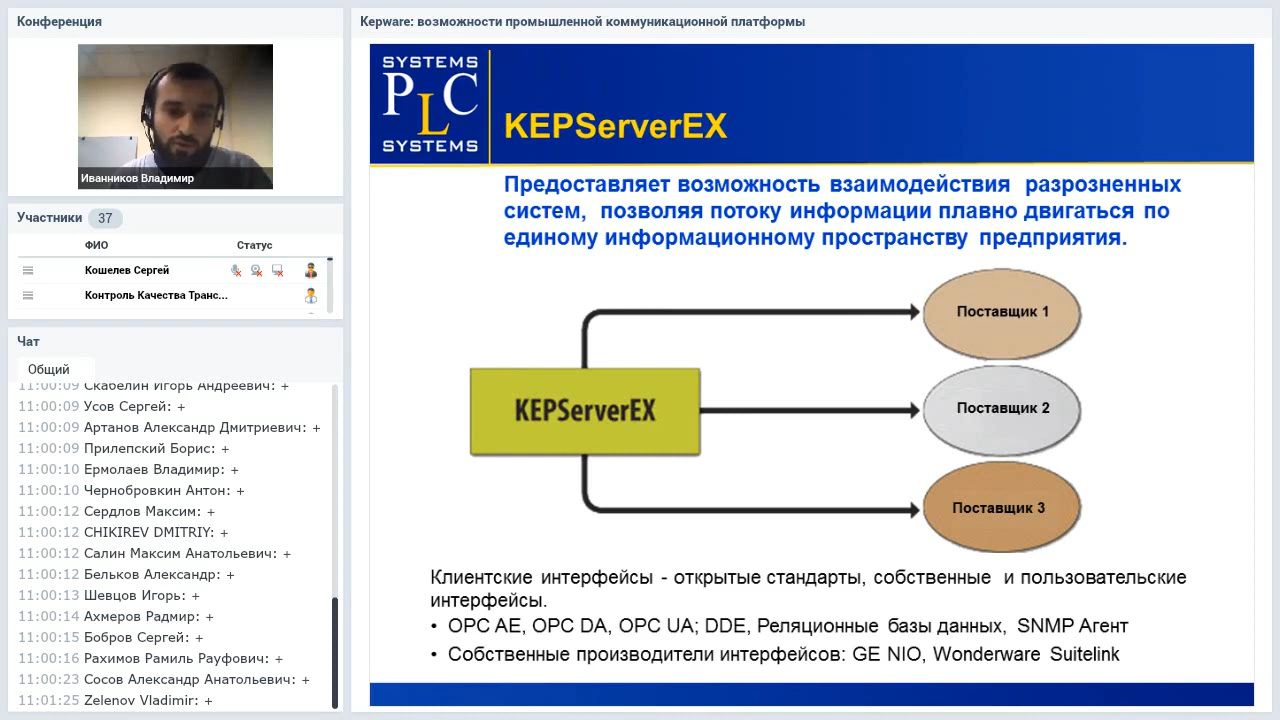 Конференция
Иванников Владимир
Участники 37
ФИО Статус
Кошелев Сергей
Контроль Качества Транс...
Чат
Общий
11:00:09 Скабелин Игорь Андреевич: +
11:00:09 Усов Сергей: +
11:00:09 Артанов Александр Дмитриевич: +
11:00:09 Прилепский Борис: +
11:00:10 Ермолаев Владимир: +
11:00:10 Чернобровкин Антон: +
11:00:12 Сердлов Максим: +
11:00:12 CHIKIREV DMITRIY: +
11:00:12 Салин Максим Анатольевич: +
11:00:12 Бельков Александр: +
11:00:13 Шевцов Игорь: +
11:00:14 Ахмеров Радмир: +
11:00:15 Бобров Сергей: +
11:00:16 Рахимов Рамиль Рауфович: +
11:00:23 Сосов Александр Анатольевич: +
11:01:25 Zelenov Vladimir: +
Kepware: возможности промышленной коммуникационной платформы
SYSTEMS
PLC
SYSTEMS
KEPServerEX
Предоставляет возможность взаимодействия разрозненных
систем, позволяя потоку информации плавно двигаться по
единому информационному пространству предприятия.
KEPServerEX
Поставщик 1
Поставщик 2
Поставщик 3
Клиентские интерфейсы - открытые стандарты, собственные и пользовательские
интерфейсы.
• OPC AE, OPC DA, OPC UA; DDE, Реляционные базы данных, SNMP Агент
• Собственные производители интерфейсов: GE NIO, Wonderware Suitelink